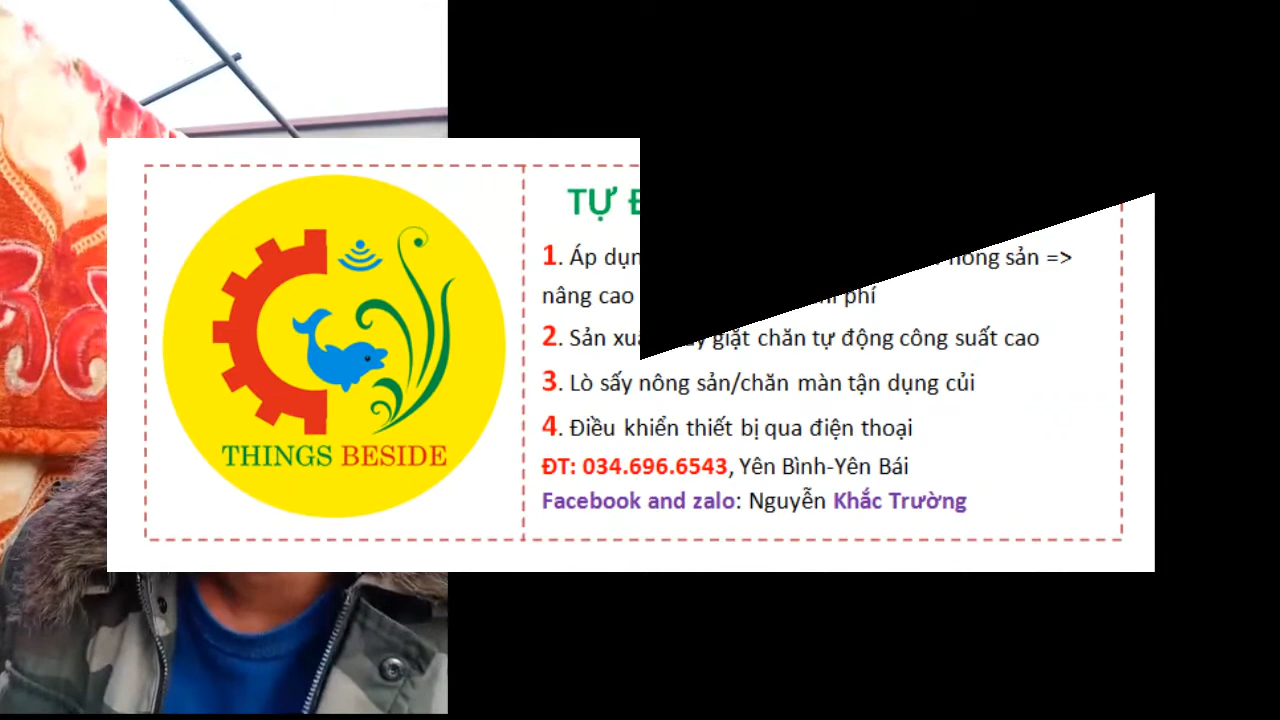 THINGS BESIDE
TỰ
1. Áp nông sản =>
nâng cao phí
2. Sản giặt chăn tự động công suất cao
3. Lò sấy nông sản/chăn màn tận dụng củi
4. Điều khiển thiết bị qua điện thoại
ĐT: 034.696.6543, Yên Bình-Yên Bái
Facebook and zalo: Nguyễn Khắc Trường